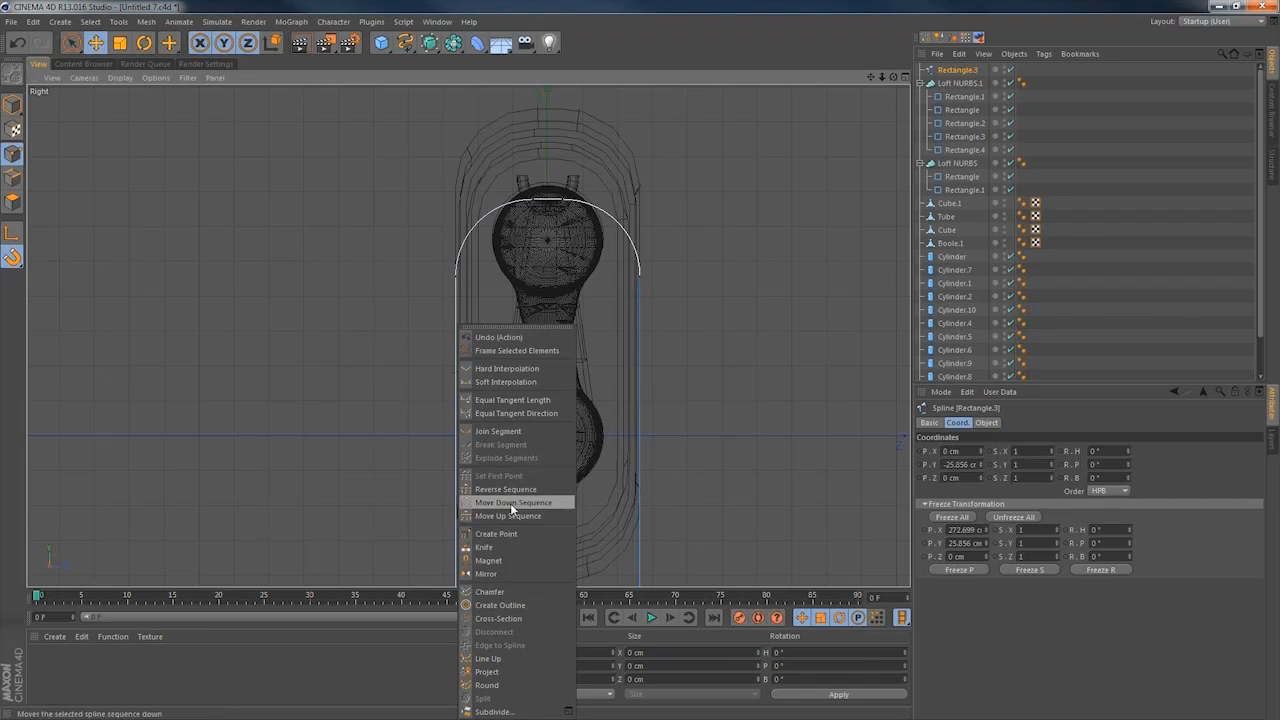 CINEMA 4D R13.016 Studio - [Untitled 7.c4d *]
File Edit Create Select Tools Mesh Animate Simulate Render MoGraph Character Plugins Script Window Help
Layout: Startup (User)
View Content Browser Render Queue Render Settings
View Cameras Display Options Filter Panel
Right
Undo (Action)
Frame Selected Elements
Hard Interpolation
Soft Interpolation
Equal Tangent Length
Equal Tangent Direction
Join Segment
Break Segment
Explode Segments
Set First Point
Reverse Sequence
Move Down Sequence
Move Up Sequence
Create Point
Knife
Magnet
Mirror
Chamfer
Create Outline
Cross-Section
Disconnect
Edge to Spline
Line Up
Project
Round
Split
Subdivide...
File Edit View Objects Tags Bookmarks
Rectangle.3
Loft NURBS.1
Rectangle.1
Rectangle
Rectangle.2
Rectangle.3
Rectangle.4
Loft NURBS
Rectangle
Rectangle.1
Cube.1
Tube
Cube
Boole.1
Cylinder
Cylinder.7
Cylinder.1
Cylinder.2
Cylinder.10
Cylinder.4
Cylinder.5
Cylinder.6
Cylinder.9
Cylinder.8
Objects
Content Browser
Structure
Attributes
Mode Edit User Data
Spline [Rectangle.3]
Basic Coord. Object
Coordinates
P . X 0 cm S . X 1 R . H 0 °
P . Y -25.856 cm S . Y 1 R . P 0 °
P . Z 0 cm S . Z 1 R . B 0 °
Order HPB
Freeze Transformation
Freeze All Unfreeze All
P . X 272.699 c S . X 1 R . H 0 °
P . Y 25.856 cm S . Y 1 R . P 0 °
P . Z 0 cm S . Z 1 R . B 0 °
Freeze P Freeze S Freeze R
0 5 10 15 20 25 30 35 40 45 60 65 70 75 80 85 90 0 F
0 F 0 F
Create Edit Function Texture
Size Rotation
X 0 cm H 0 °
Y 0 cm P 0 °
Z 0 cm B 0 °
Size Apply
MAXON CINEMA4D
Moves the selected spline sequence down